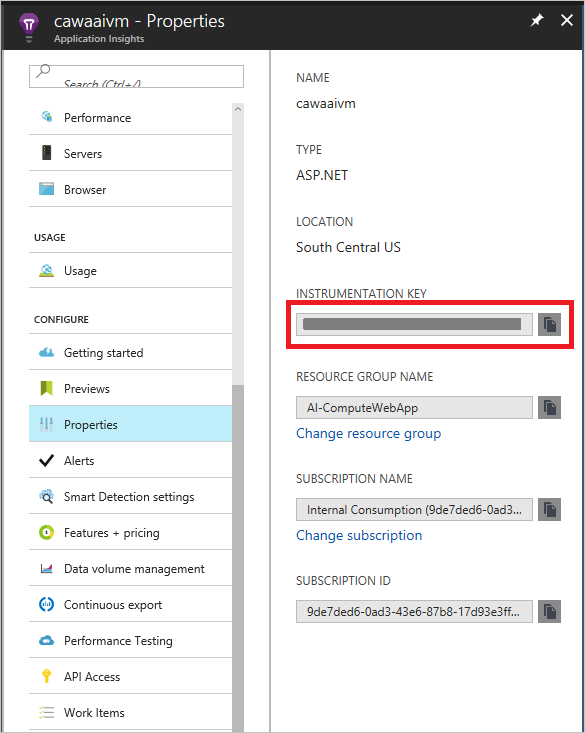 cawaaivm - Properties
Application Insights
Search (Ctrl+/)
Performance
Servers
Browser
USAGE
Usage
CONFIGURE
Getting started
Previews
Properties
Alerts
Smart Detection settings
Features + pricing
Data volume management
Continuous export
Performance Testing
API Access
Work Items
NAME
cawaaivm
TYPE
ASP.NET
LOCATION
South Central US
INSTRUMENTATION KEY
RESOURCE GROUP NAME
AI-ComputeWebApp
Change resource group
SUBSCRIPTION NAME
Internal Consumption (9de7ded6-0ad3...
Change subscription
SUBSCRIPTION ID
9de7ded6-0ad3-43e6-87b8-17d93e3ff...